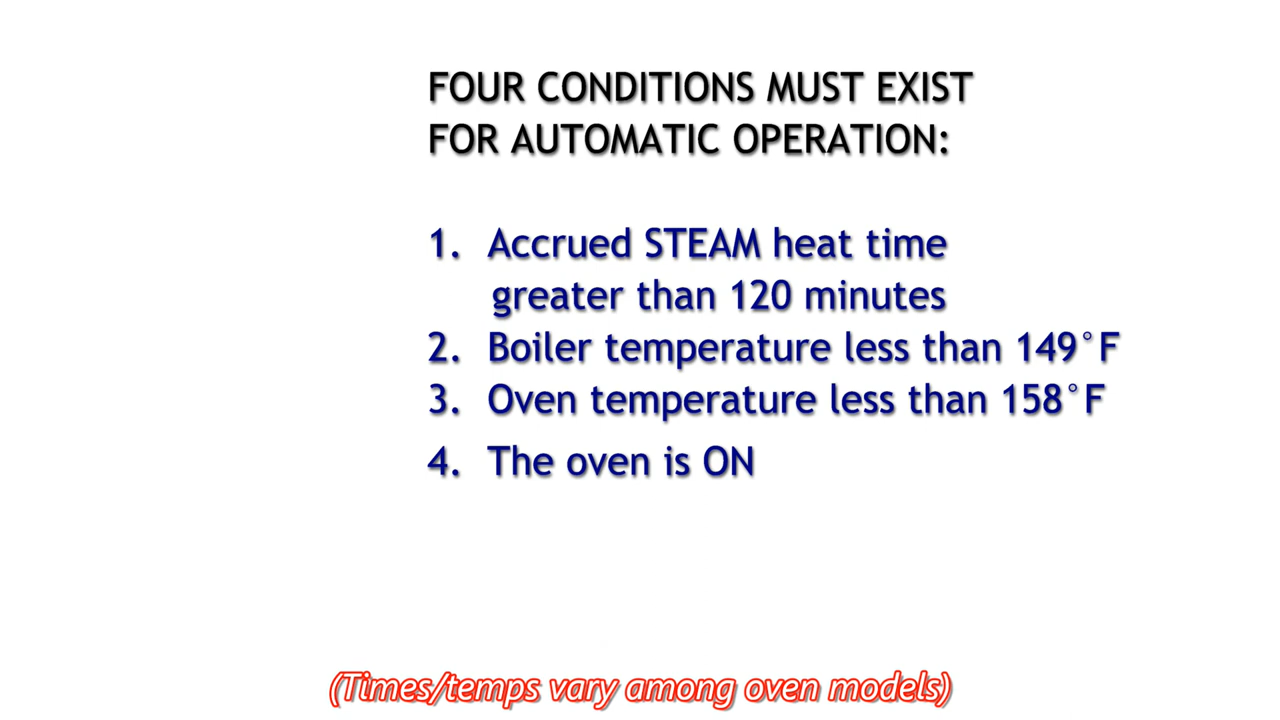 FOUR CONDITIONS MUST EXIST
FOR AUTOMATIC OPERATION:
1. Accrued STEAM heat time
greater than 120 minutes
2. Boiler temperature less than 149°F
3. Oven temperature less than 158°F
4. The oven is ON
(Times/temps vary among oven models)